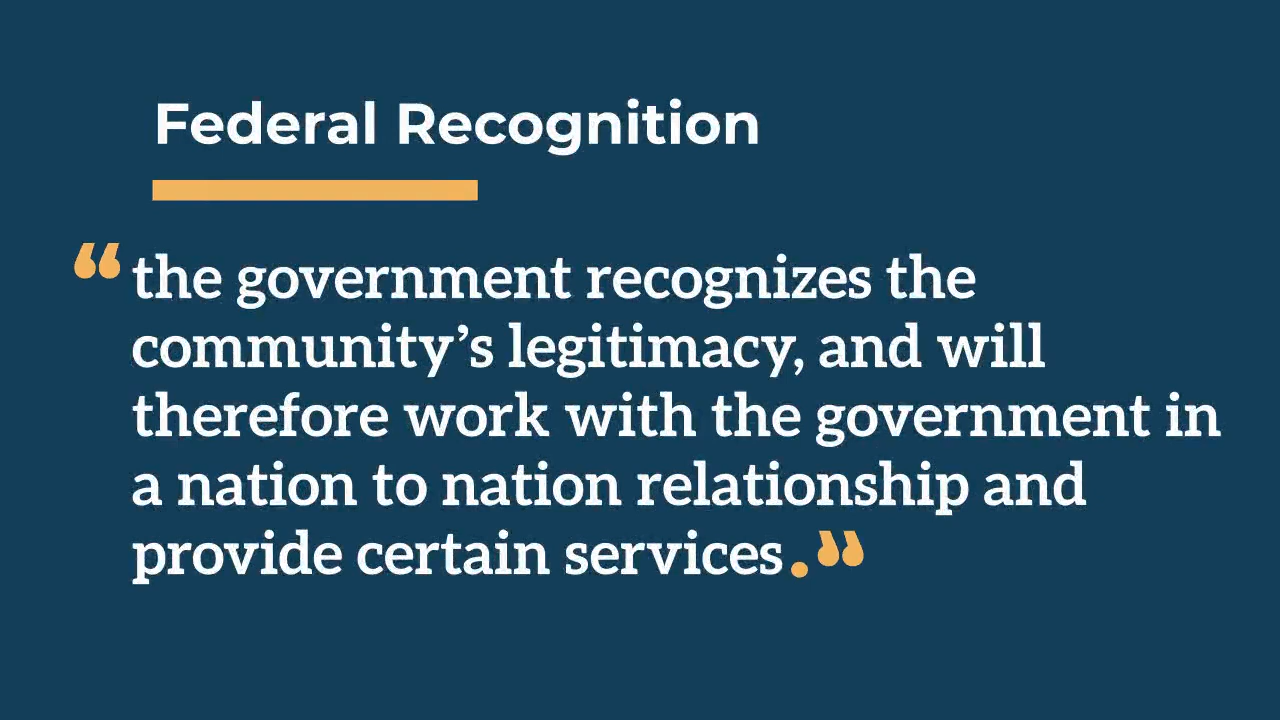 Federal Recognition
“the government recognizes the
community’s legitimacy, and will
therefore work with the government in
a nation to nation relationship and
provide certain services.”